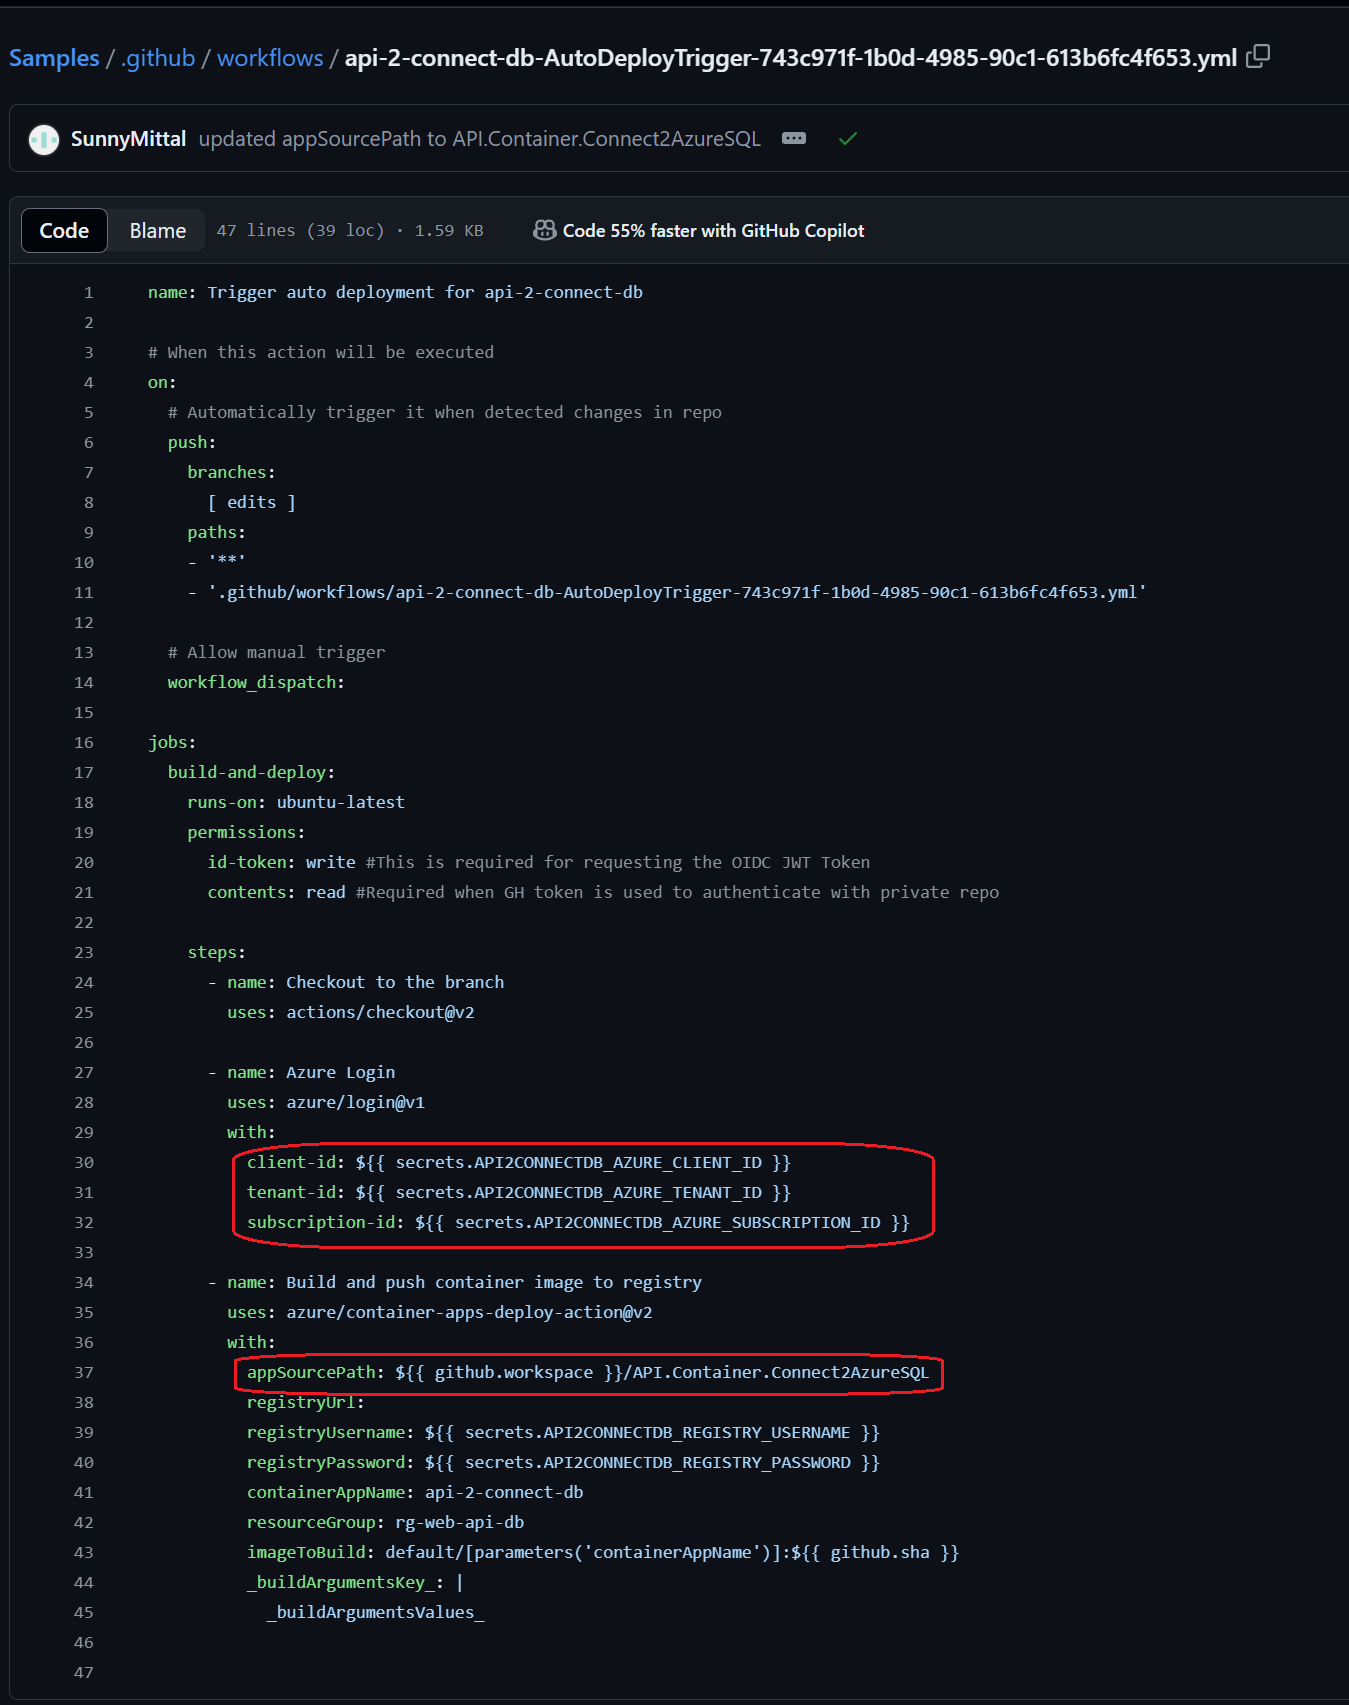 Samples / .github / workflows / api-2-connect-db-AutoDeployTrigger-743c971f-1b0d-4985-90c1-613b6fc4f653.yml
SunnyMittal updated appSourcePath to API.Container.Connect2AzureSQL
Code Blame 47 lines (39 loc) · 1.59 KB Code 55% faster with GitHub Copilot
1 name: Trigger auto deployment for api-2-connect-db
2
3 # When this action will be executed
4 on:
5 # Automatically trigger it when detected changes in repo
6 push:
7 branches:
8 [ edits ]
9 paths:
10 - '**'
11 - '.github/workflows/api-2-connect-db-AutoDeployTrigger-743c971f-1b0d-4985-90c1-613b6fc4f653.yml'
12
13 # Allow manual trigger
14 workflow_dispatch:
15
16 jobs:
17 build-and-deploy:
18 runs-on: ubuntu-latest
19 permissions:
20 id-token: write #This is required for requesting the OIDC JWT Token
21 contents: read #Required when GH token is used to authenticate with private repo
22
23 steps:
24 - name: Checkout to the branch
25 uses: actions/checkout@v2
26
27 - name: Azure Login
28 uses: azure/login@v1
29 with:
30 client-id: ${{ secrets.API2CONNECTDB_AZURE_CLIENT_ID }}
31 tenant-id: ${{ secrets.API2CONNECTDB_AZURE_TENANT_ID }}
32 subscription-id: ${{ secrets.API2CONNECTDB_AZURE_SUBSCRIPTION_ID }}
33
34 - name: Build and push container image to registry
35 uses: azure/container-apps-deploy-action@v2
36 with:
37 appSourcePath: ${{ github.workspace }}/API.Container.Connect2AzureSQL
38 registryUrl:
39 registryUsername: ${{ secrets.API2CONNECTDB_REGISTRY_USERNAME }}
40 registryPassword: ${{ secrets.API2CONNECTDB_REGISTRY_PASSWORD }}
41 containerAppName: api-2-connect-db
42 resourceGroup: rg-web-api-db
43 imageToBuild: default/[parameters('containerAppName')]:${{ github.sha }}
44 _buildArgumentsKey_: |
45 _buildArgumentsValues_
46
47